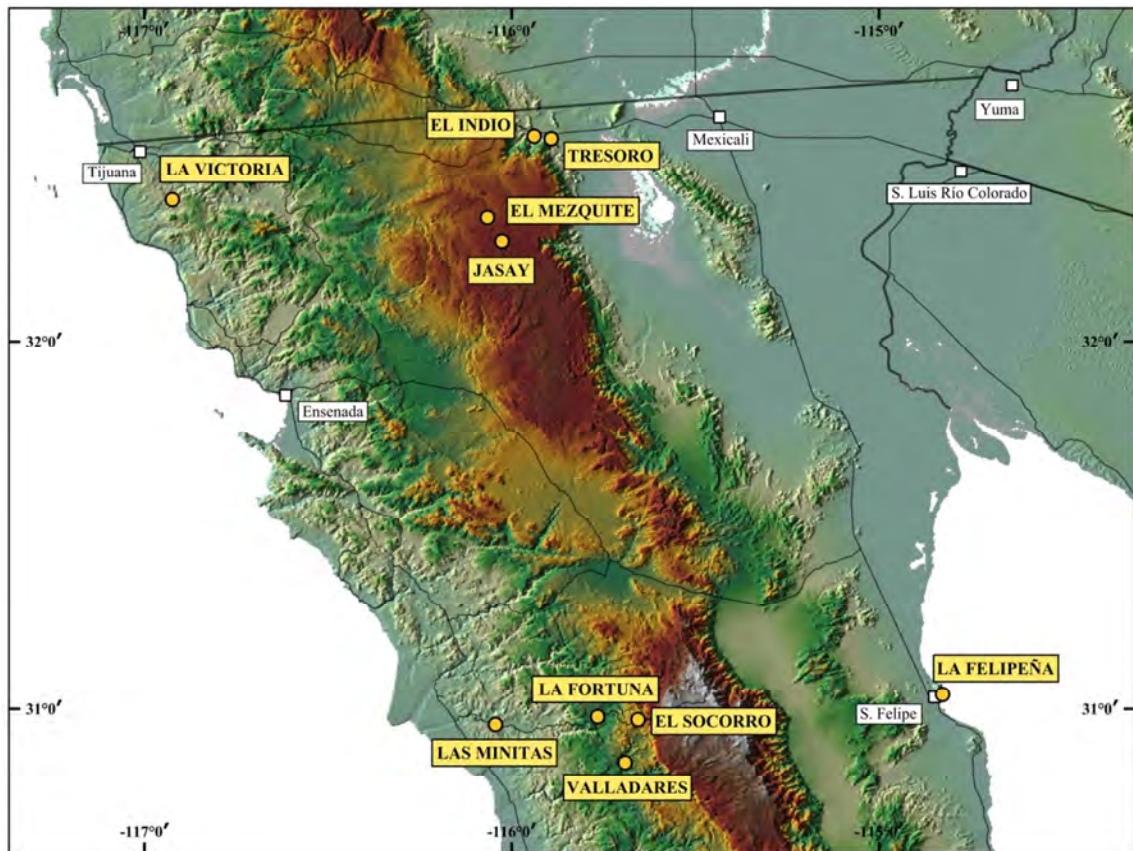 -117°0′
-116°0′
-115°0′
EL INDIO
Mexicali
Yuma
TRESORO
Tijuana
LA VICTORIA
S. Luis Río Colorado
EL MEZQUITE
JASAY
32°0′
32°0′
Ensenada
LA FELIPEÑA
LA FORTUNA
31°0′
S. Felipe
31°0′
EL SOCORRO
LAS MINITAS
VALLADARES
-117°0′
-116°0′
-115°0′